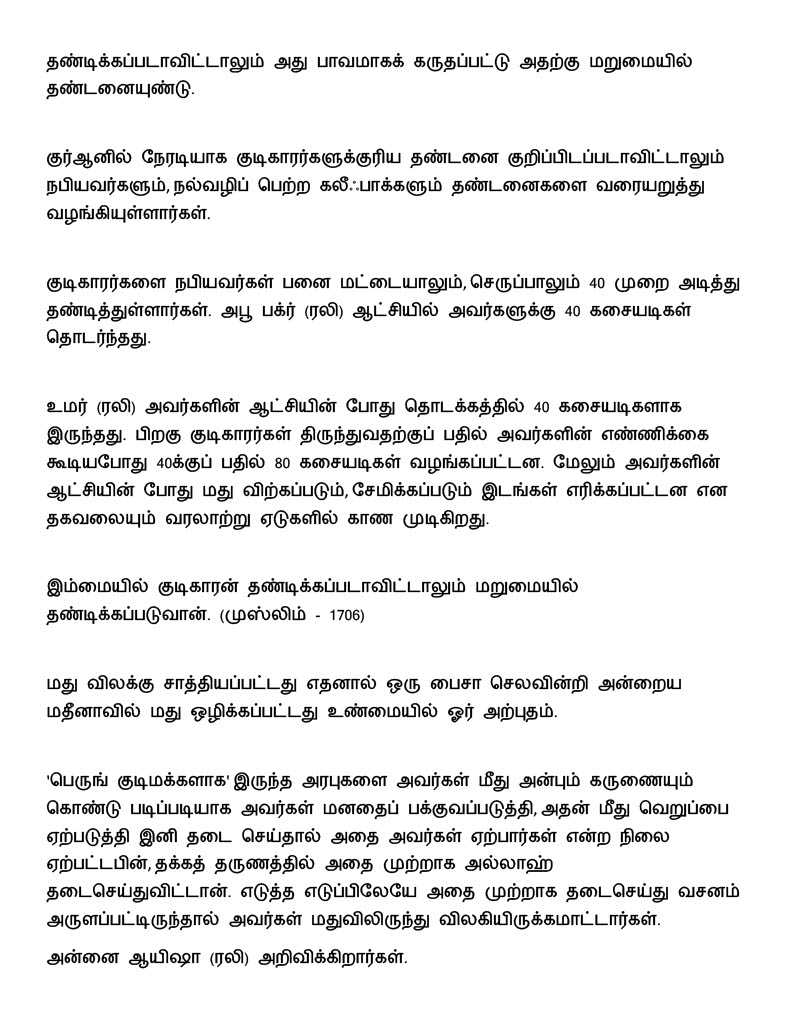 தண்டிக்கப்படாவிட்டாலும் அது பாவமாகக் கருதப்பட்டு அதற்கு மறுமையில்
தண்டனையுண்டு.
குர்ஆனில் நேரடியாக குடிகாரர்களுக்குரிய தண்டனை குறிப்பிடப்படாவிட்டாலும்
நபியவர்களும், நல்வழிப் பெற்ற கலீஃபாக்களும் தண்டனைகளை வரையறுத்து
வழங்கியுள்ளார்கள்.
குடிகாரர்களை நபியவர்கள் பனை மட்டையாலும், செருப்பாலும் 40 முறை அடித்து
தண்டித்துள்ளார்கள். அபூ பக்ர் (ரலி) ஆட்சியில் அவர்களுக்கு 40 கசையடிகள்
தொடர்ந்தது.
உமர் (ரலி) அவர்களின் ஆட்சியின் போது தொடக்கத்தில் 40 கசையடிகளாக
இருந்தது. பிறகு குடிகாரர்கள் திருந்துவதற்குப் பதில் அவர்களின் எண்ணிக்கை
கூடியபோது 40க்குப் பதில் 80 கசையடிகள் வழங்கப்பட்டன. மேலும் அவர்களின்
ஆட்சியின் போது மது விற்கப்படும், சேமிக்கப்படும் இடங்கள் எரிக்கப்பட்டன என
தகவலையும் வரலாற்று ஏடுகளில் காண முடிகிறது.
இம்மையில் குடிகாரன் தண்டிக்கப்படாவிட்டாலும் மறுமையில்
தண்டிக்கப்படுவான். (முஸ்லிம் - 1706)
மது விலக்கு சாத்தியப்பட்டது எதனால் ஒரு பைசா செலவின்றி அன்றைய
மதீனாவில் மது ஒழிக்கப்பட்டது உண்மையில் ஓர் அற்புதம்.
'பெருங் குடிமக்களாக' இருந்த அரபுகளை அவர்கள் மீது அன்பும் கருணையும்
கொண்டு படிப்படியாக அவர்கள் மனதைப் பக்குவப்படுத்தி, அதன் மீது வெறுப்பை
ஏற்படுத்தி இனி தடை செய்தால் அதை அவர்கள் ஏற்பார்கள் என்ற நிலை
ஏற்பட்டபின், தக்கத் தருணத்தில் அதை முற்றாக அல்லாஹ்
தடைசெய்துவிட்டான். எடுத்த எடுப்பிலேயே அதை முற்றாக தடைசெய்து வசனம்
அருளப்பட்டிருந்தால் அவர்கள் மதுவிலிருந்து விலகியிருக்கமாட்டார்கள்.
அன்னை ஆயிஷா (ரலி) அறிவிக்கிறார்கள்.